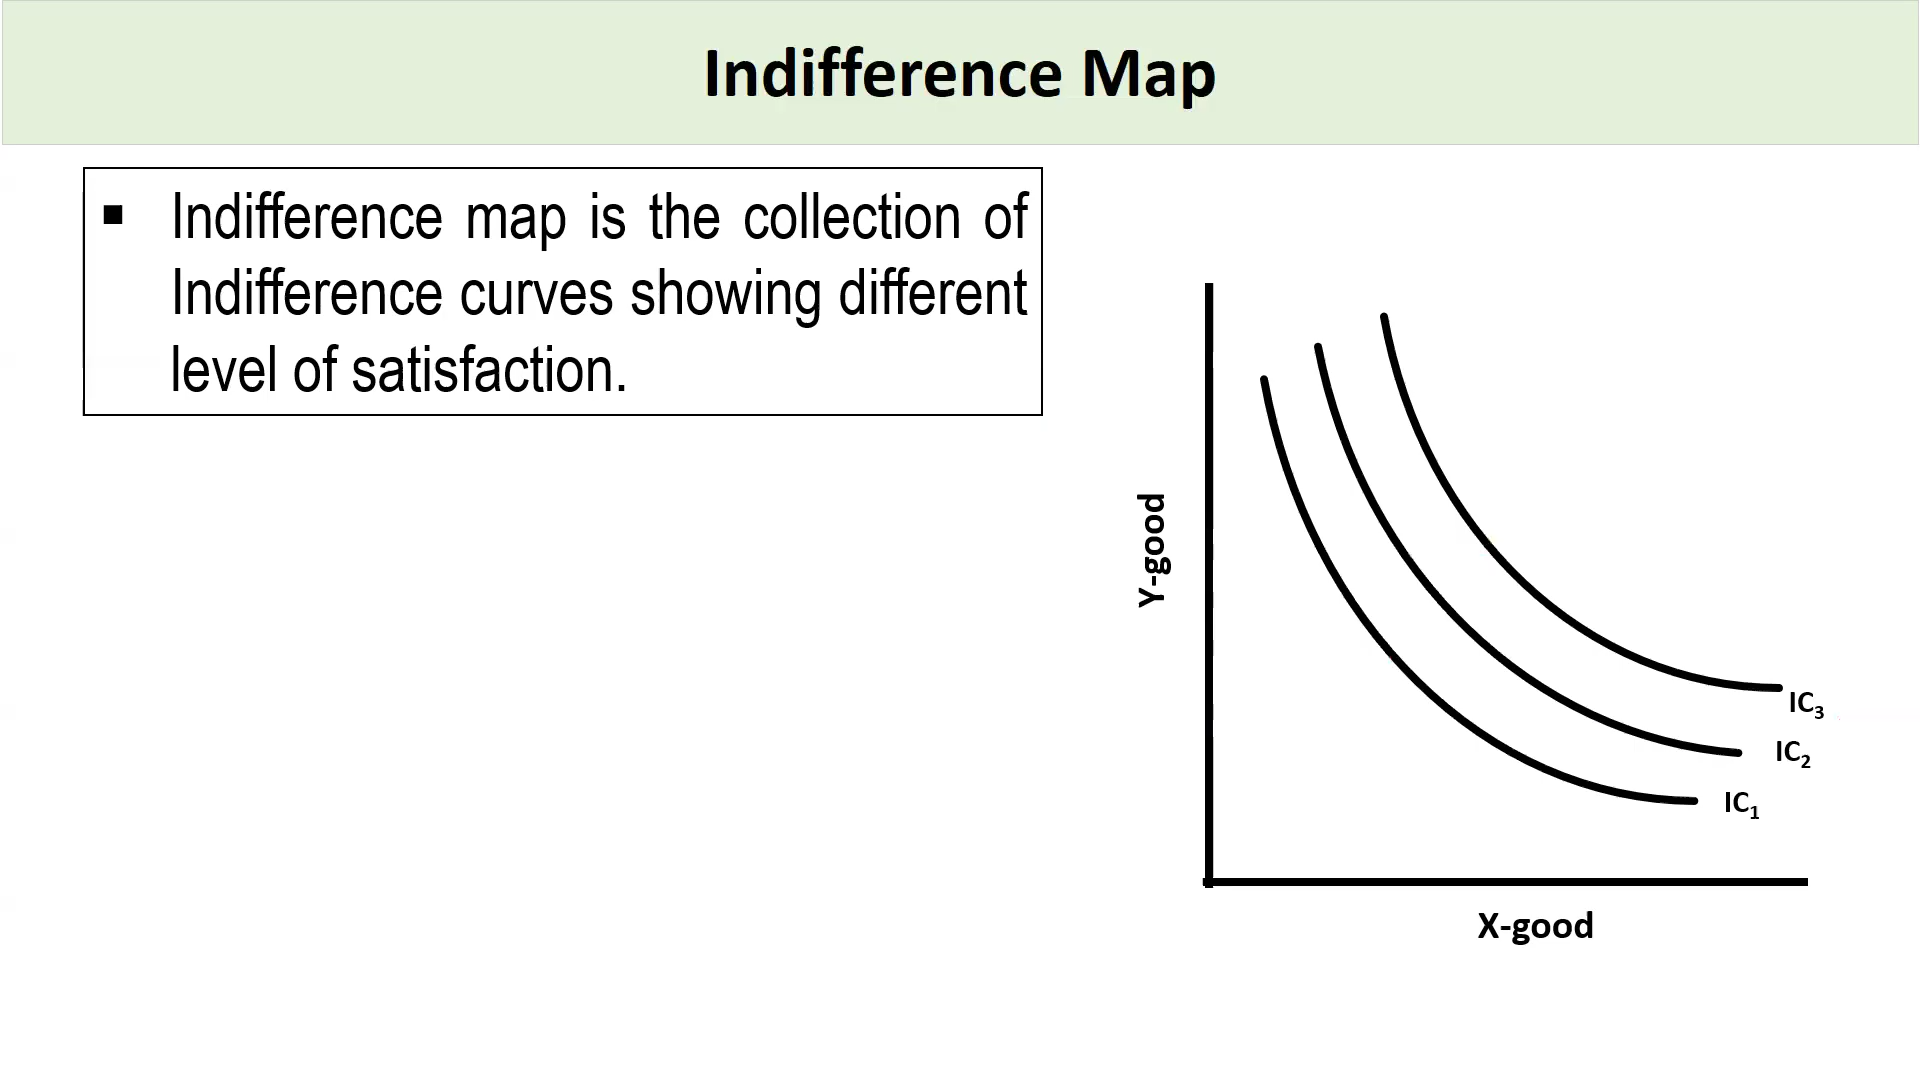 Indifference Map
▪ Indifference map is the collection of
Indifference curves showing different
level of satisfaction.
Y-good
IC₃
IC₂
IC₁
X-good